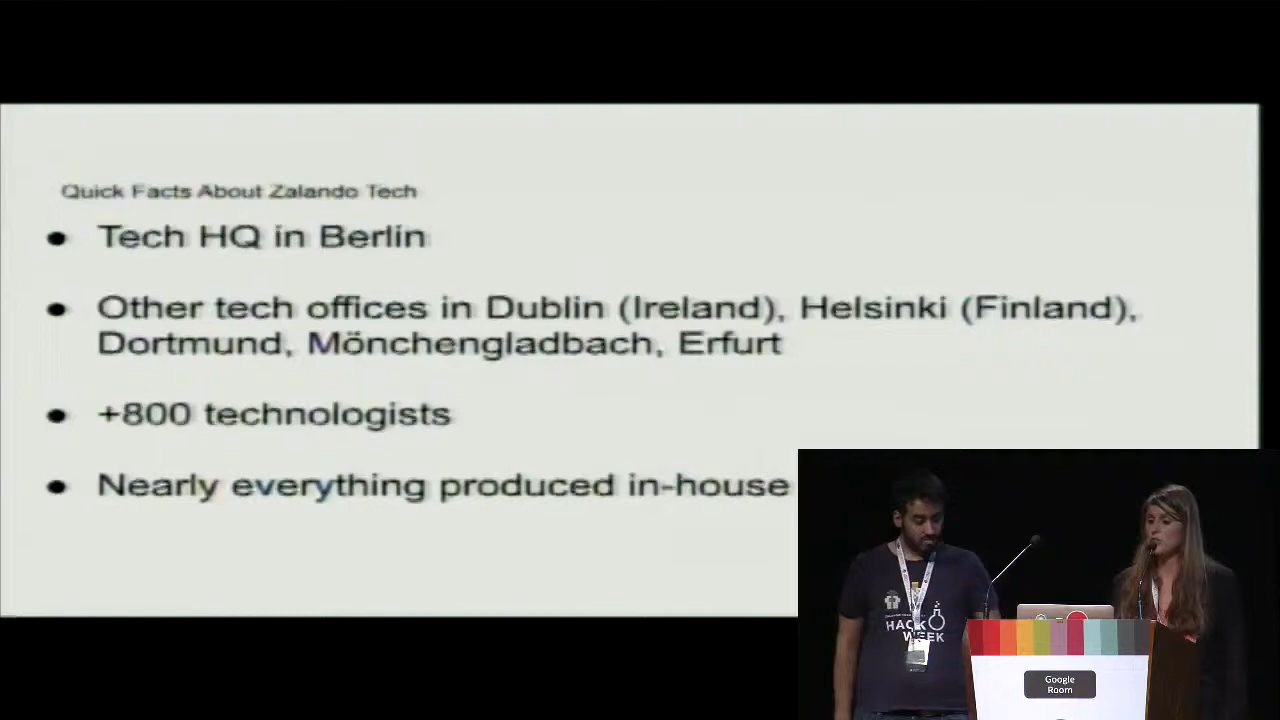 Quick Facts About Zalando Tech
● Tech HQ in Berlin
● Other tech offices in Dublin (Ireland), Helsinki (Finland),
Dortmund, Mönchengladbach, Erfurt
● +800 technologists
● Nearly everything produced in-house
HACK
WEEK
Google
Room